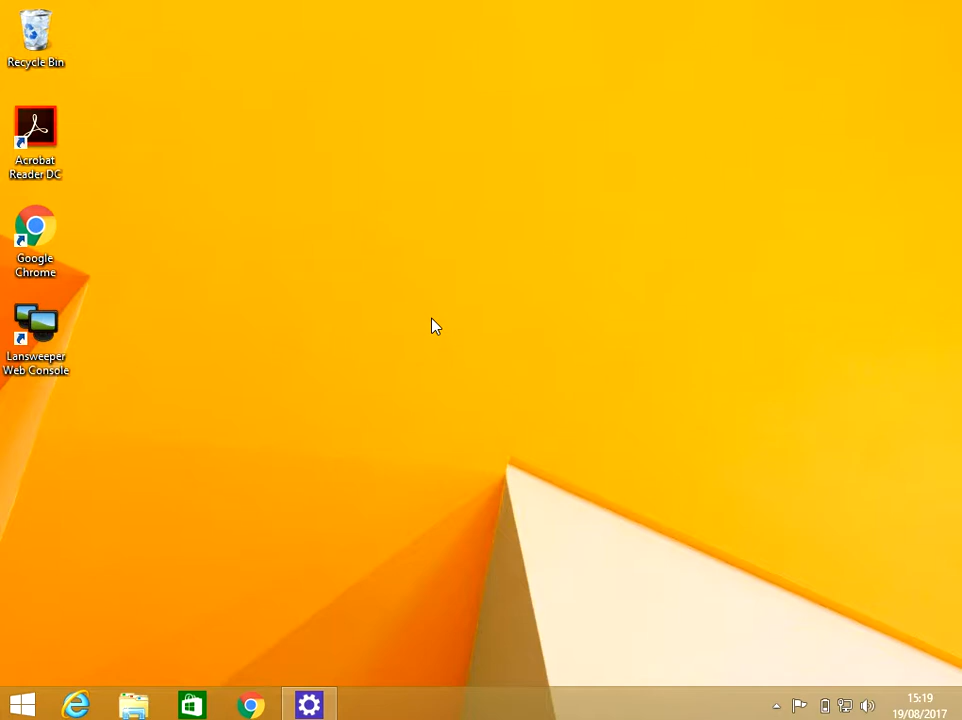 Recycle Bin
Acrobat
Reader DC
Google
Chrome
Lansweeper
Web Console
15:19
19/08/2017